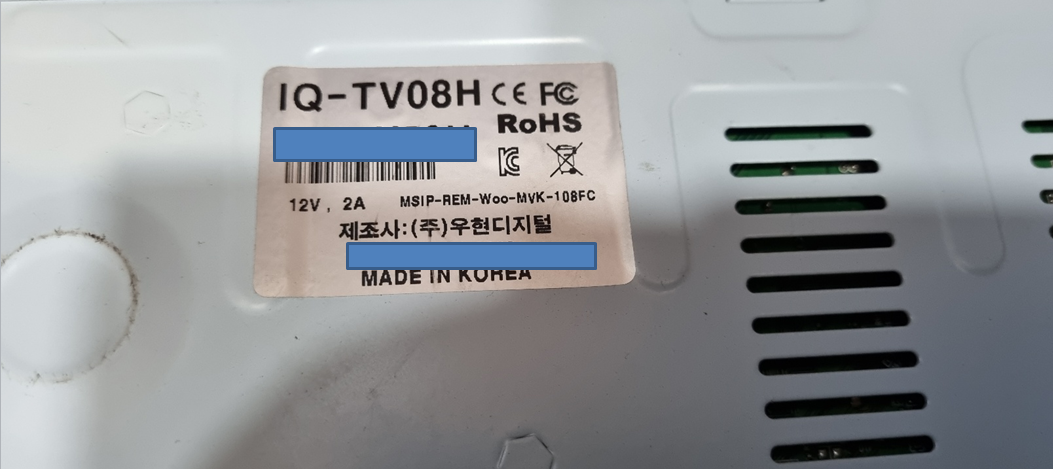 IQ-TV08H CE FC
RoHS
12V, 2A MSIP-REM-Woo-MvK-108FC
제조사:(주)우현디지털
MADE IN KOREA